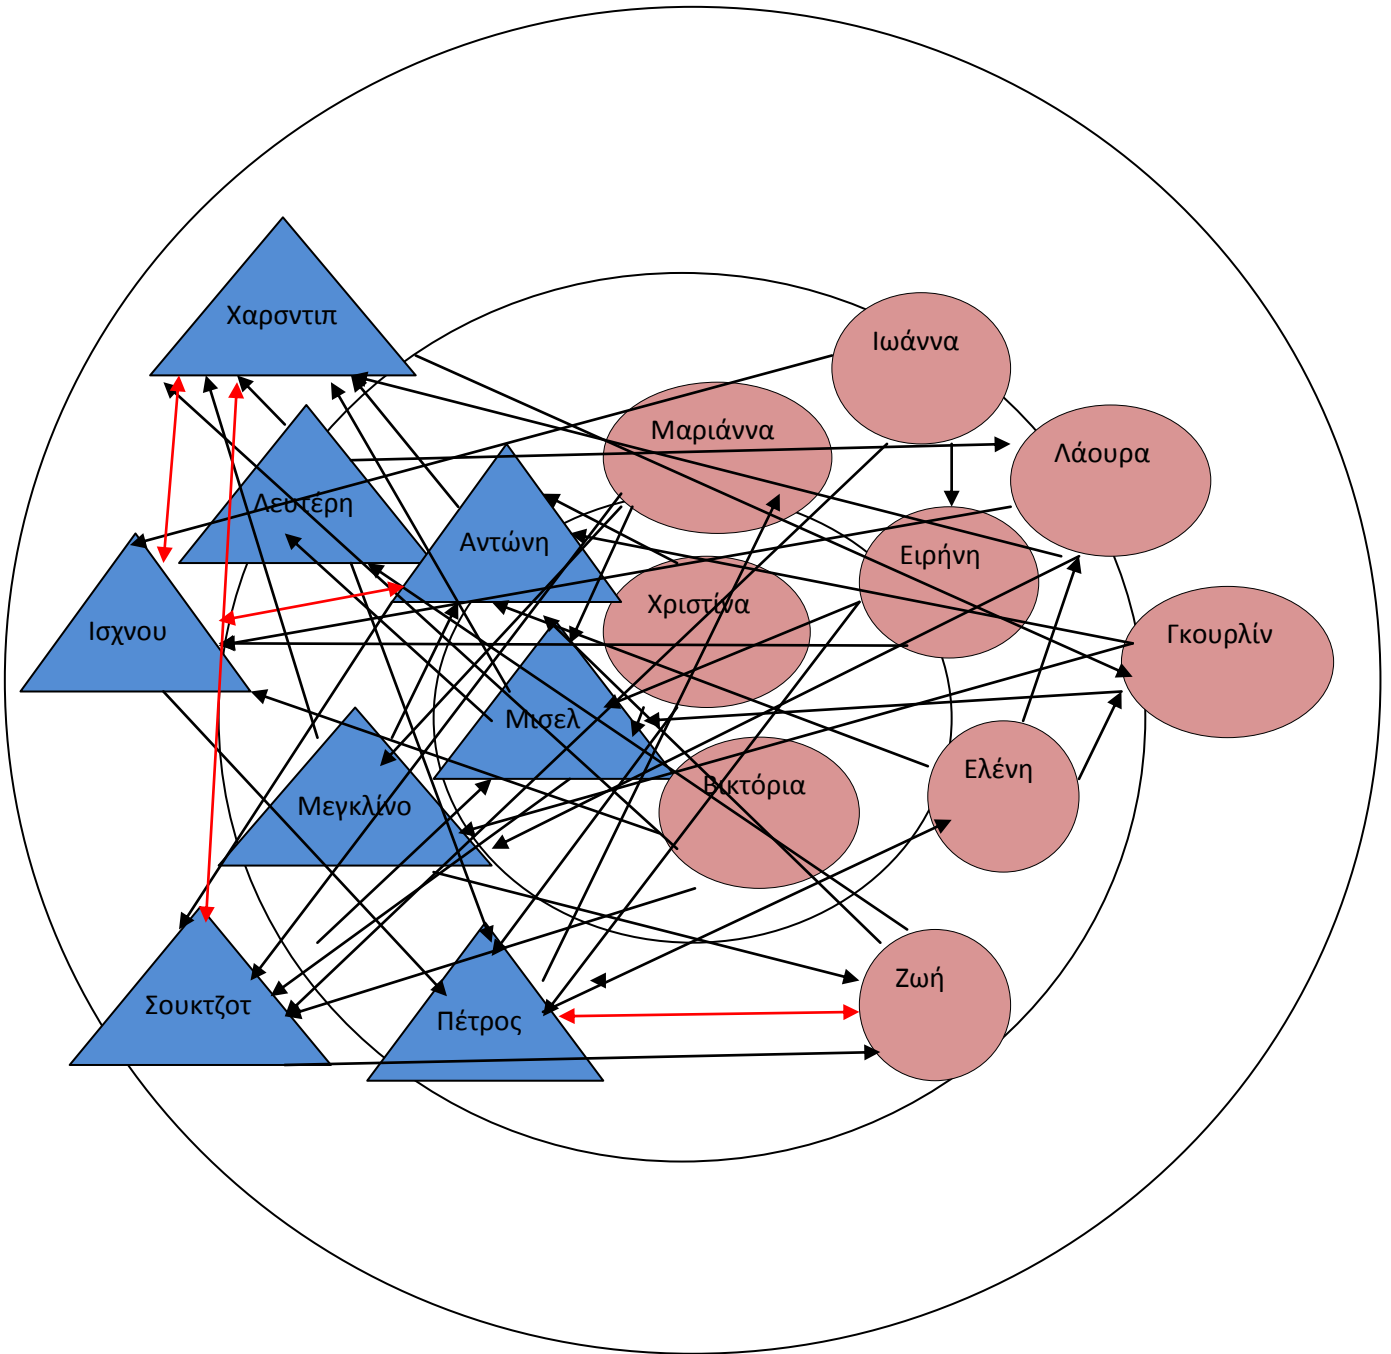 Χαρσντιπ
Ιωάννα
Μαριάννα
Λάουρα
Λευτέρη
Αντώνη
Ειρήνη
Χριστίνα
Ισχνου
Γκουρλίν
Μισελ
Ελένη
Βικτόρια
Μεγκλίνο
Ζωή
Σουκτζοτ
Πέτρος